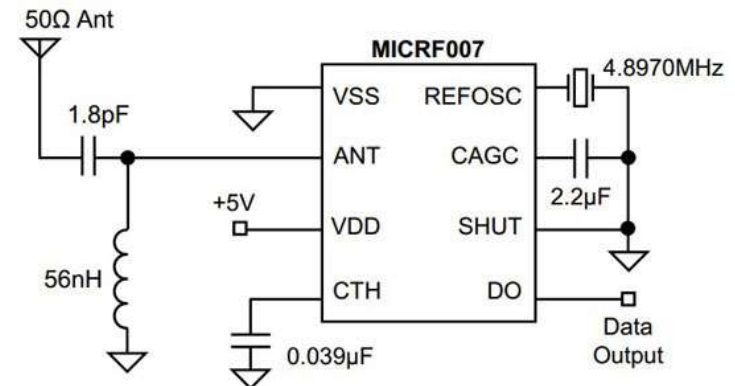 50Ω Ant
MICRF007
4.8970MHz
VSS
REFOSC
1.8pF
ANT
CAGC
2.2µF
+5V
VDD
SHUT
56nH
CTH
DO
0.039µF
Data
Output